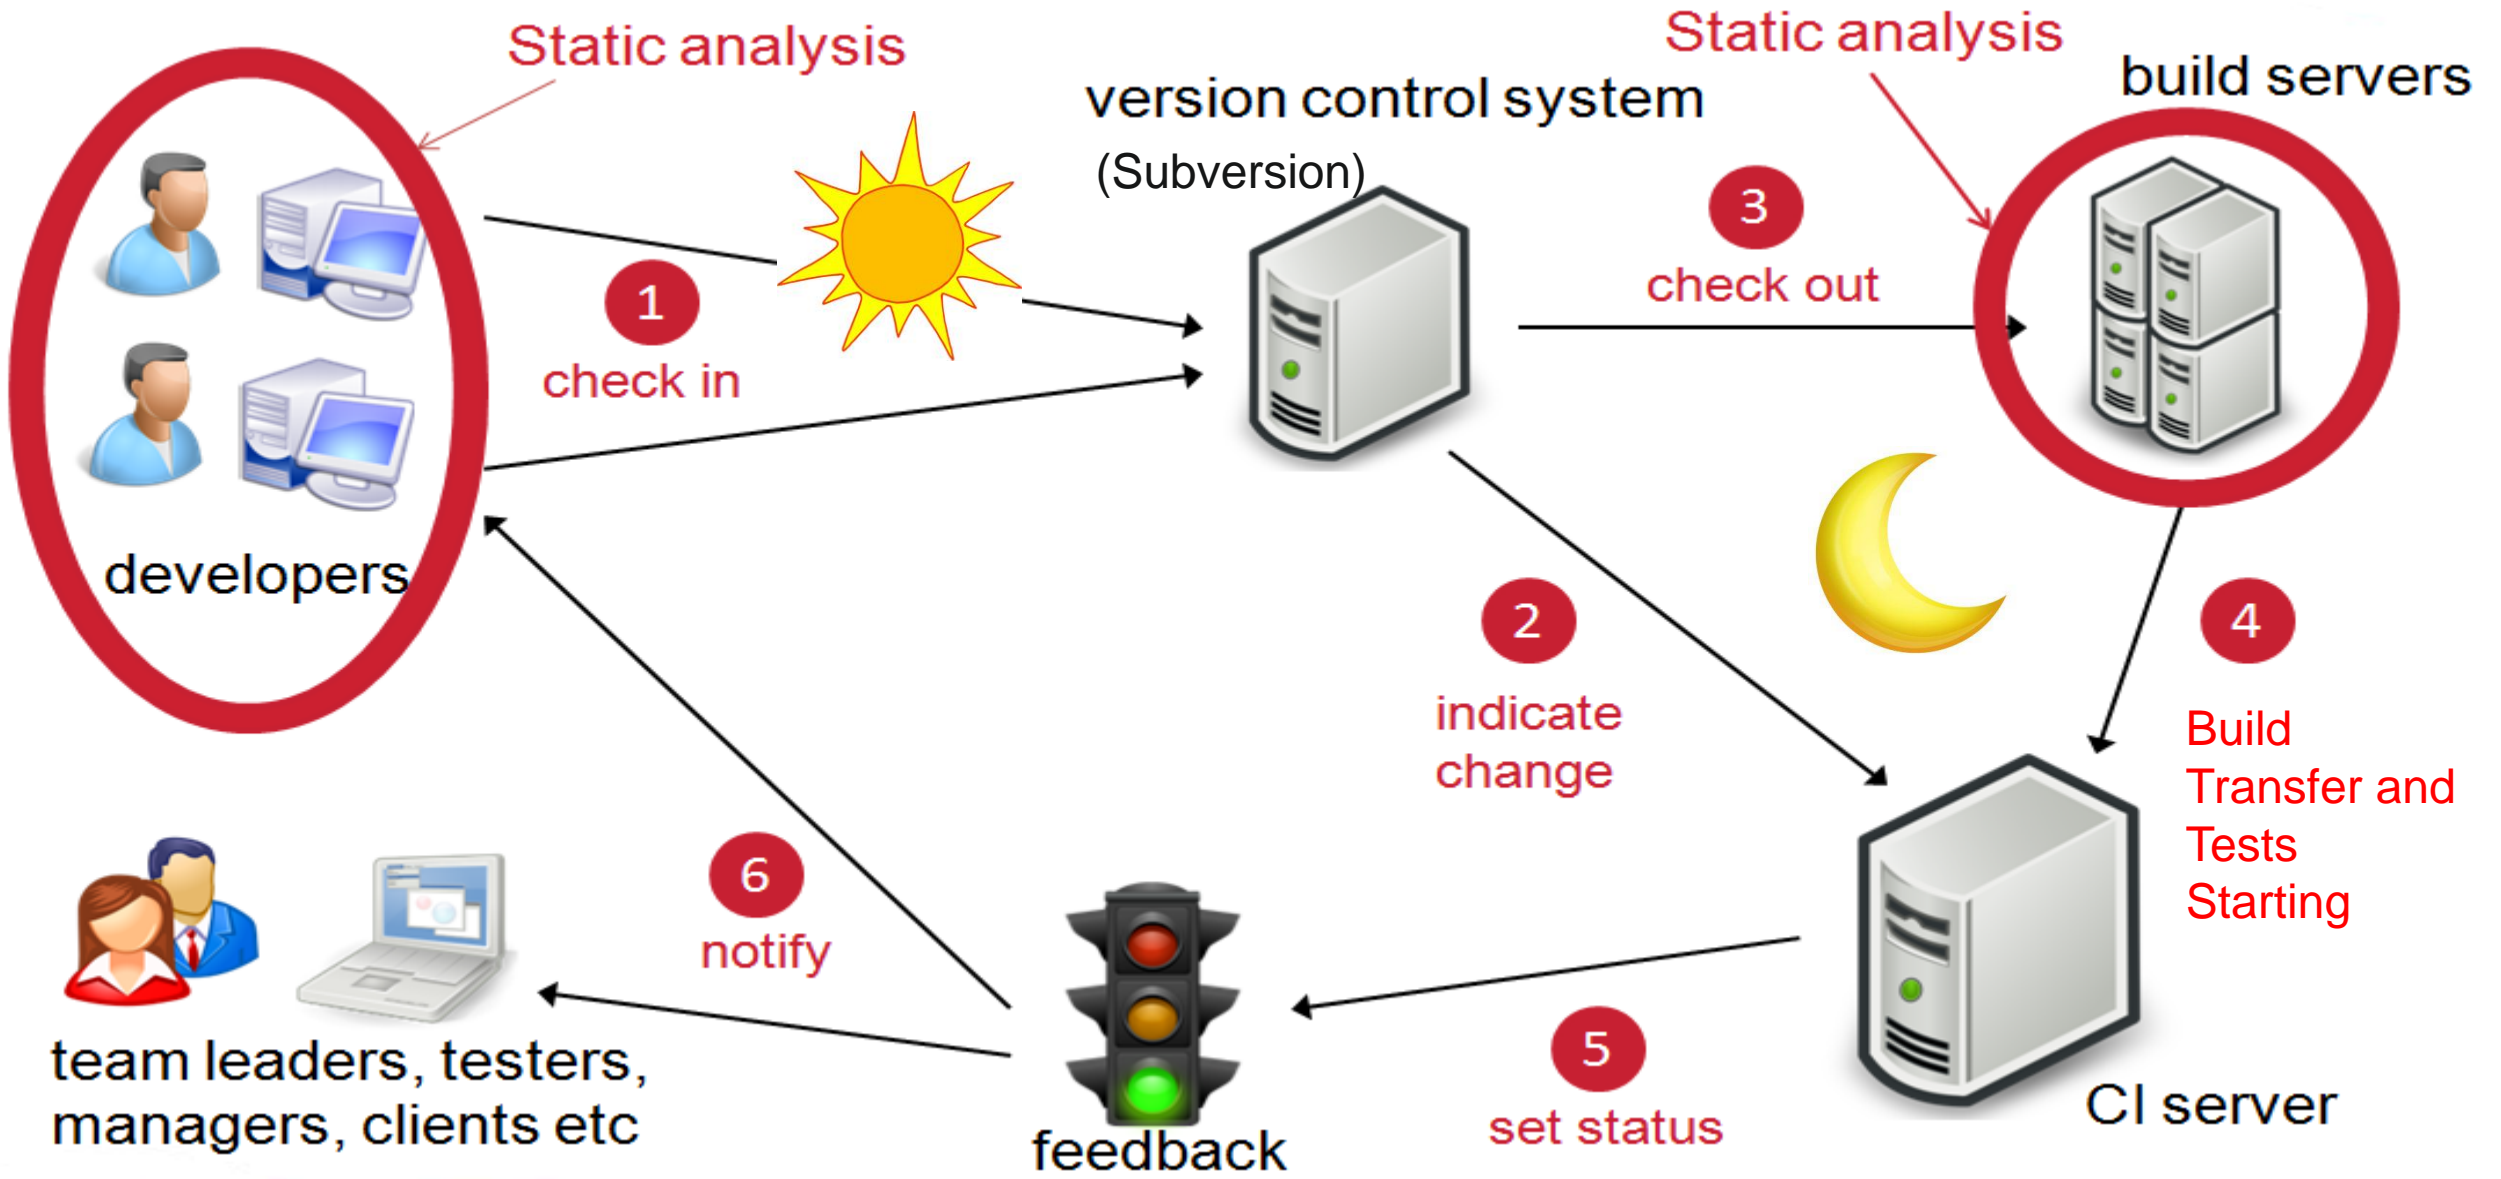 Static analysis
Static analysis
build servers
version control system
(Subversion)
3
check out
1
check in
developers
2
indicate
change
4
Build
Transfer and
Tests
Starting
6
notify
team leaders, testers,
managers, clients etc
feedback
5
set status
CI server